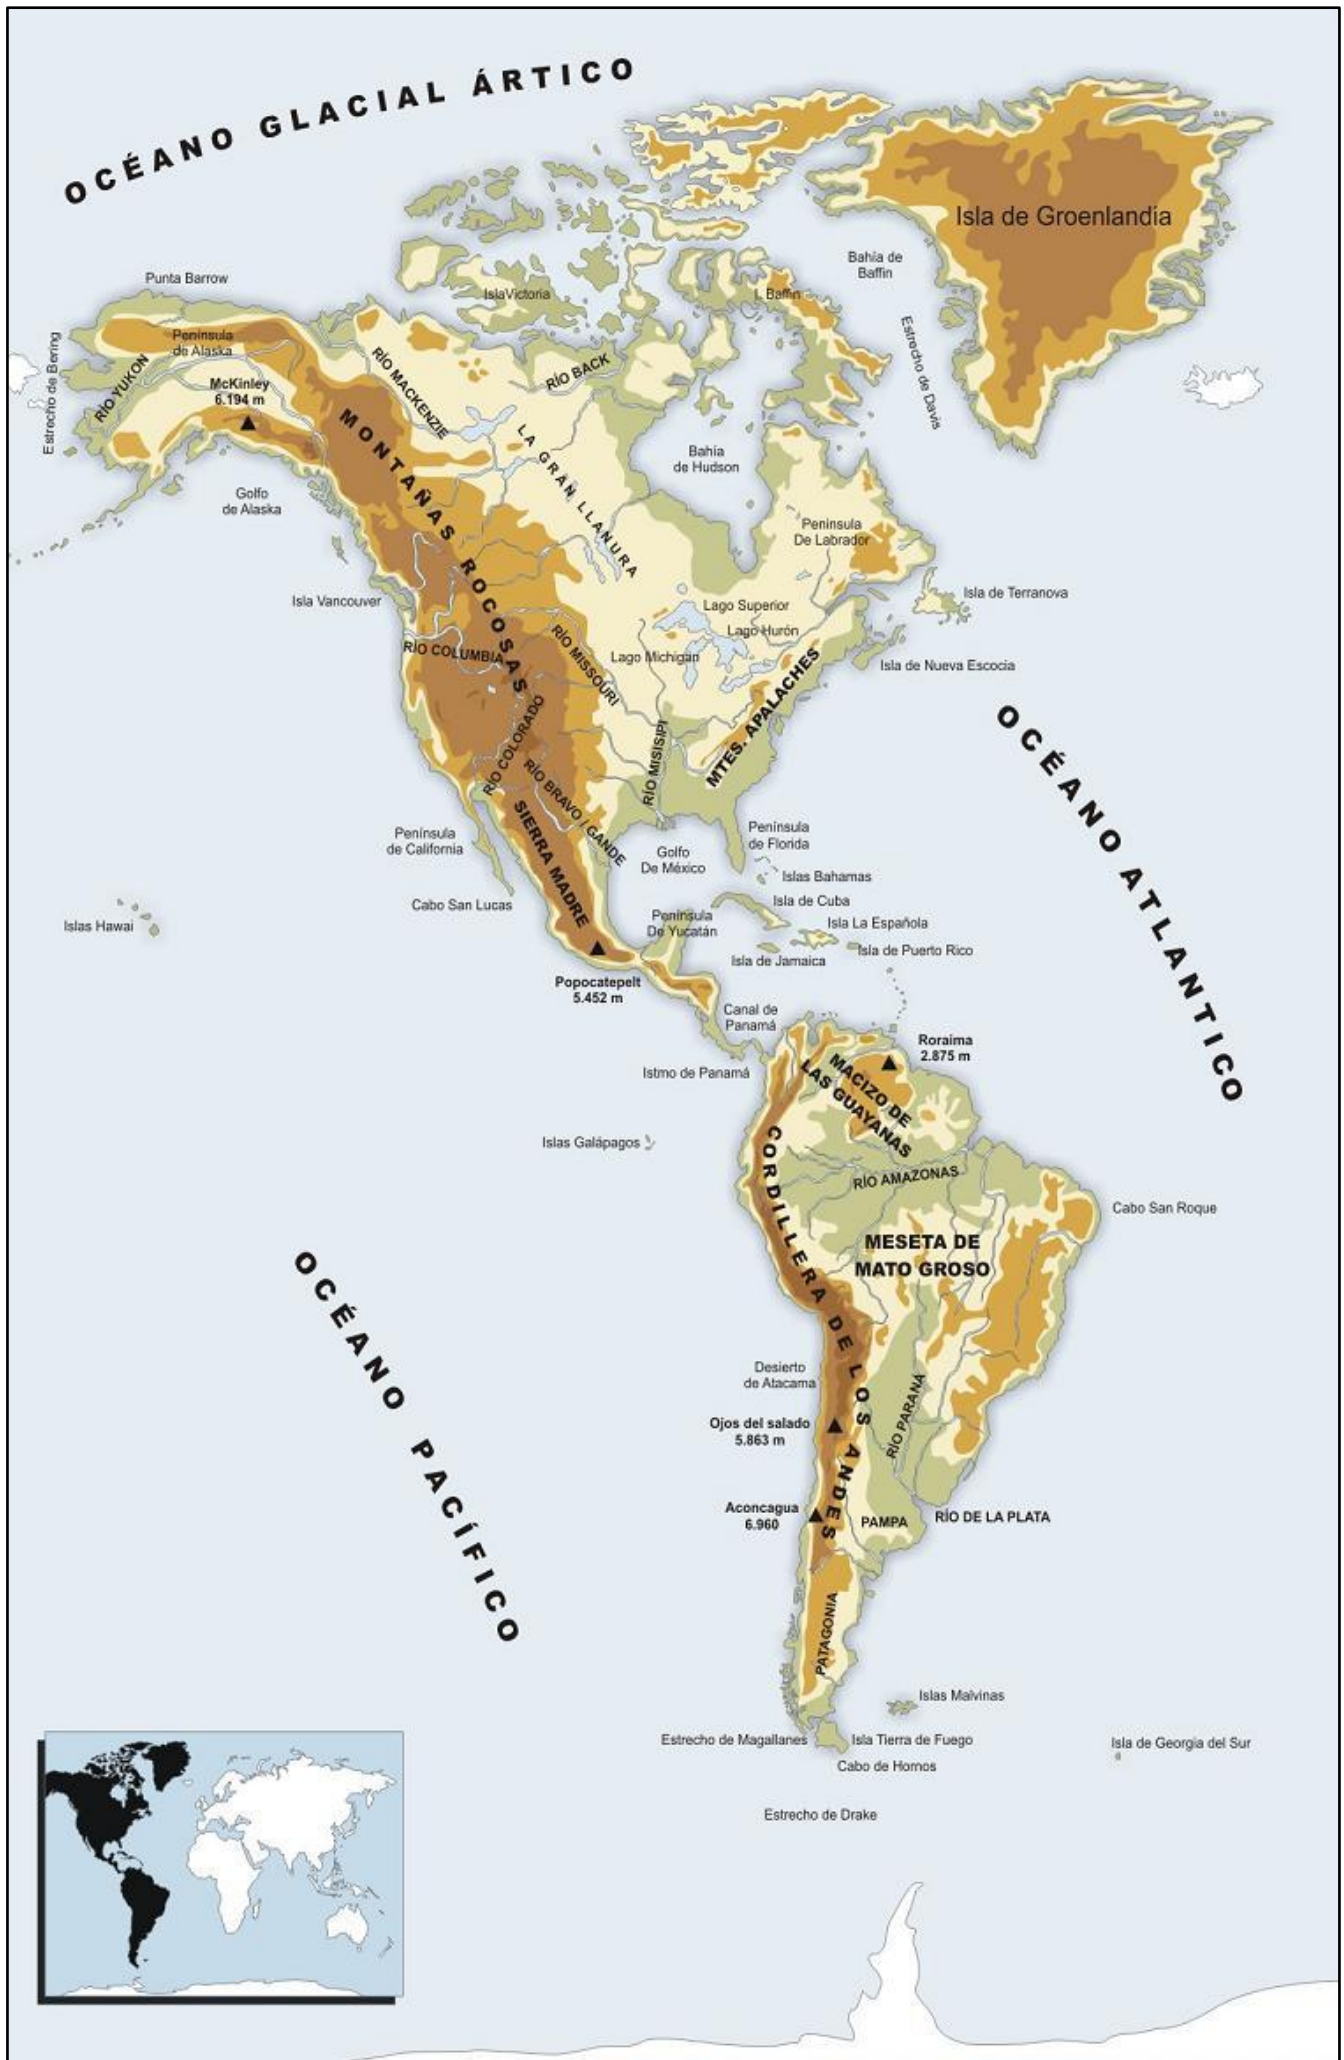 OCÉANO GLACIAL ÁRTICO
Isla de Groenlandia
Bahía de
Baffin
Punta Barrow
IslaVictoria
I. Baffin
Estrecho de Bering
Península
de Alaska
RÍO YUKON
McKinley
6.194 m
RÍO MACKENZIE
RÍO BACK
Estrecho de Davis
MONTAÑAS ROCOSAS
LA GRAN LLANURA
Bahía
de Hudson
Golfo
de Alaska
Península
De Labrador
Isla Vancouver
Isla de Terranova
Lago Superior
Lago Hurón
Lago Michigan
RÍO COLUMBIA
RÍO MISSOURI
Isla de Nueva Escocia
MTES. APALACHES
RÍO COLORADO
RÍO MISISIPI
RÍO BRAVO / GANDE
SIERRA MADRE
OCÉANO ATLANTICO
Península
de California
Golfo
De México
Península
de Florida
Islas Bahamas
Cabo San Lucas
Isla de Cuba
Islas Hawai
Península
De Yucatán
Isla La Española
Isla de Puerto Rico
Isla de Jamaica
Popocatepelt
5.452 m
Canal de
Panamá
Istmo de Panamá
Roraima
2.875 m
MACIZO DE
LAS GUAYANAS
Islas Galápagos
CORDILLERA DE LOS ANDES
RÍO AMAZONAS
Cabo San Roque
MESETA DE
MATO GROSO
OCÉANO PACÍFICO
Desierto
de Atacama
Ojos del salado
5.863 m
RÍO PARANÁ
Aconcagua
6.960
PAMPA
RÍO DE LA PLATA
PATAGONIA
Islas Malvinas
Estrecho de Magallanes
Isla Tierra de Fuego
Isla de Georgia del Sur
Cabo de Hornos
Estrecho de Drake